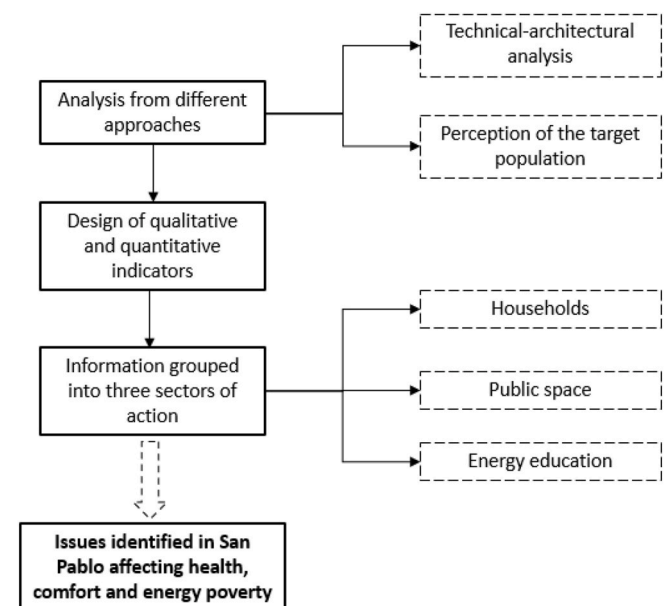 Technical-architectural
analysis
Analysis from different
approaches
Perception of the target
population
Design of qualitative
and quantitative
indicators
Households
Information grouped
into three sectors of
action
Public space
Energy education
Issues identified in San
Pablo affecting health,
comfort and energy poverty